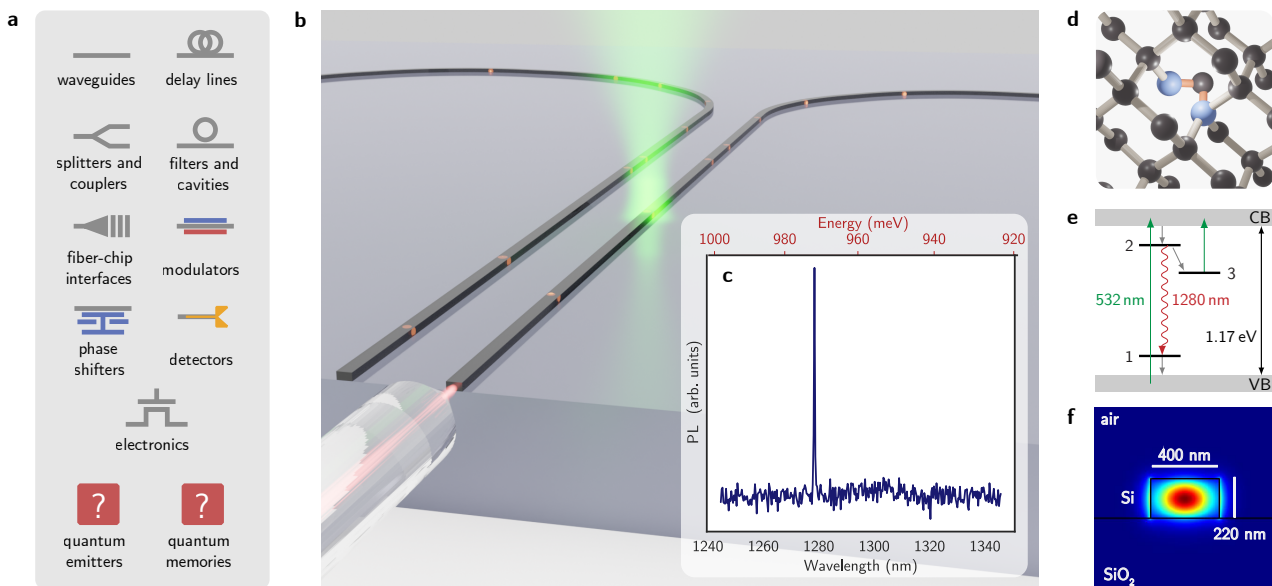 a
waveguides
delay lines
splitters and
couplers
filters and
cavities
fiber-chip
interfaces
modulators
phase
shifters
detectors
electronics
?
?
quantum
emitters
quantum
memories
b
c
Energy (meV)
1000 980 960 940 920
PL (arb. units)
1240 1260 1280 1300 1320 1340
Wavelength (nm)
d
e
CB
2
3
532 nm
1280 nm
1.17 eV
1
VB
f
air
400 nm
Si
220 nm
SiO₂